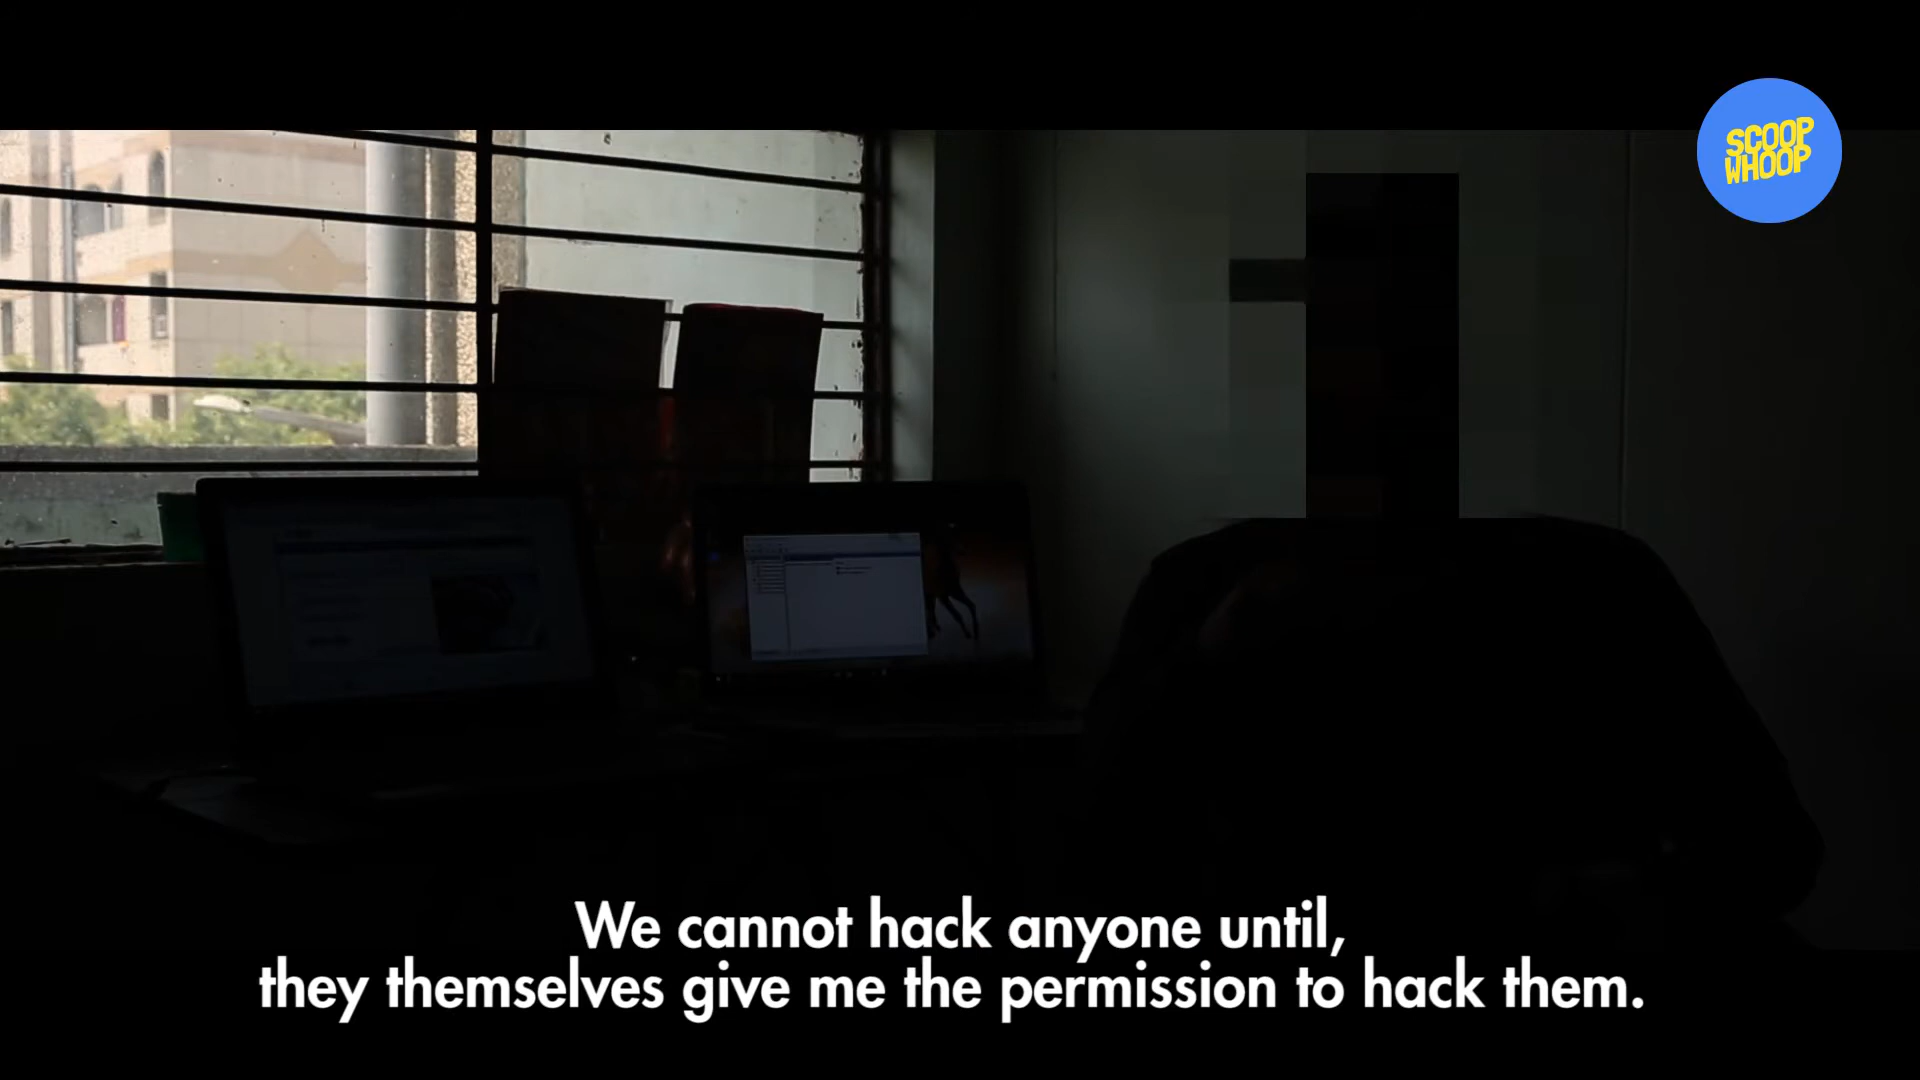 SCOOP
WHOOP
We cannot hack anyone until,
they themselves give me the permission to hack them.